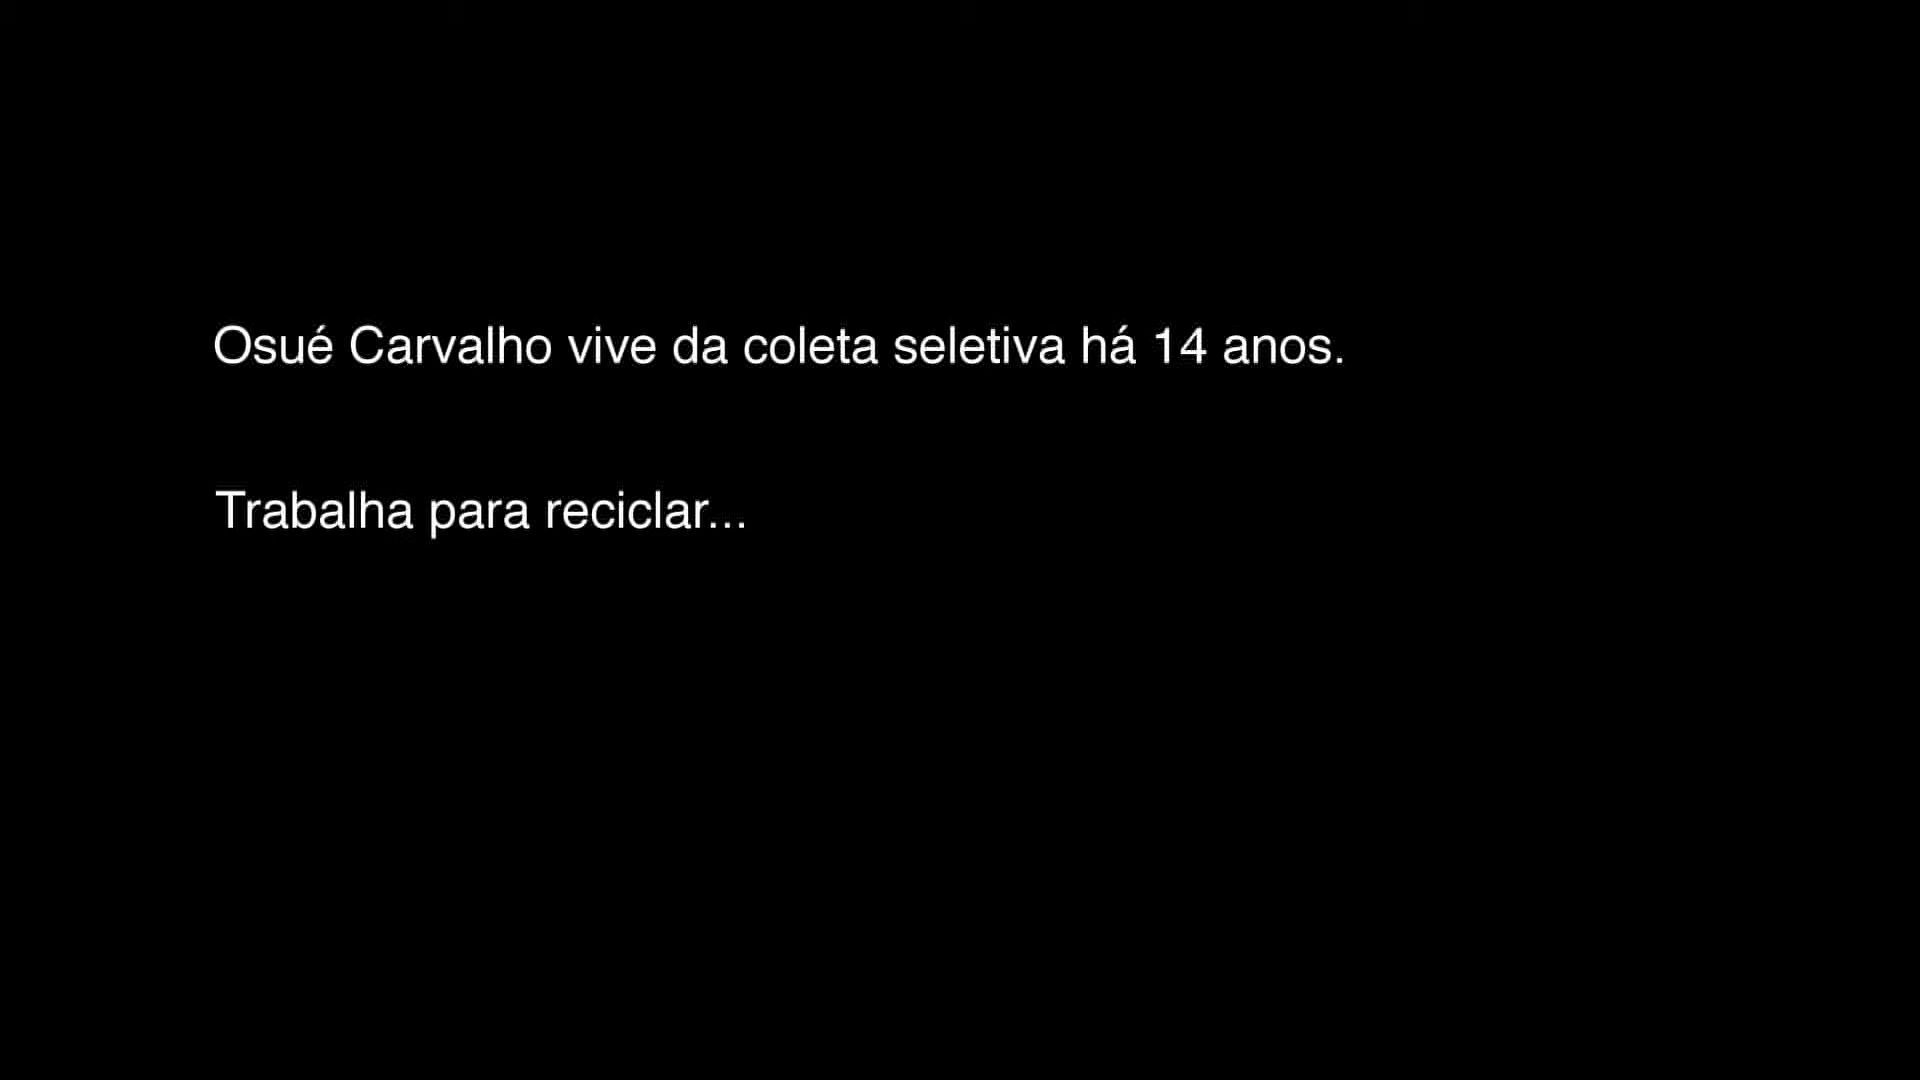 Osué Carvalho vive da coleta seletiva há 14 anos.
Trabalha para reciclar...